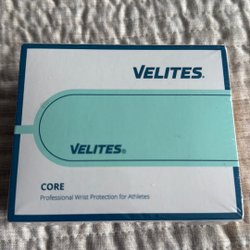 VELITES®
VELITES®
CORE
Professional Wrist Protection for Athletes